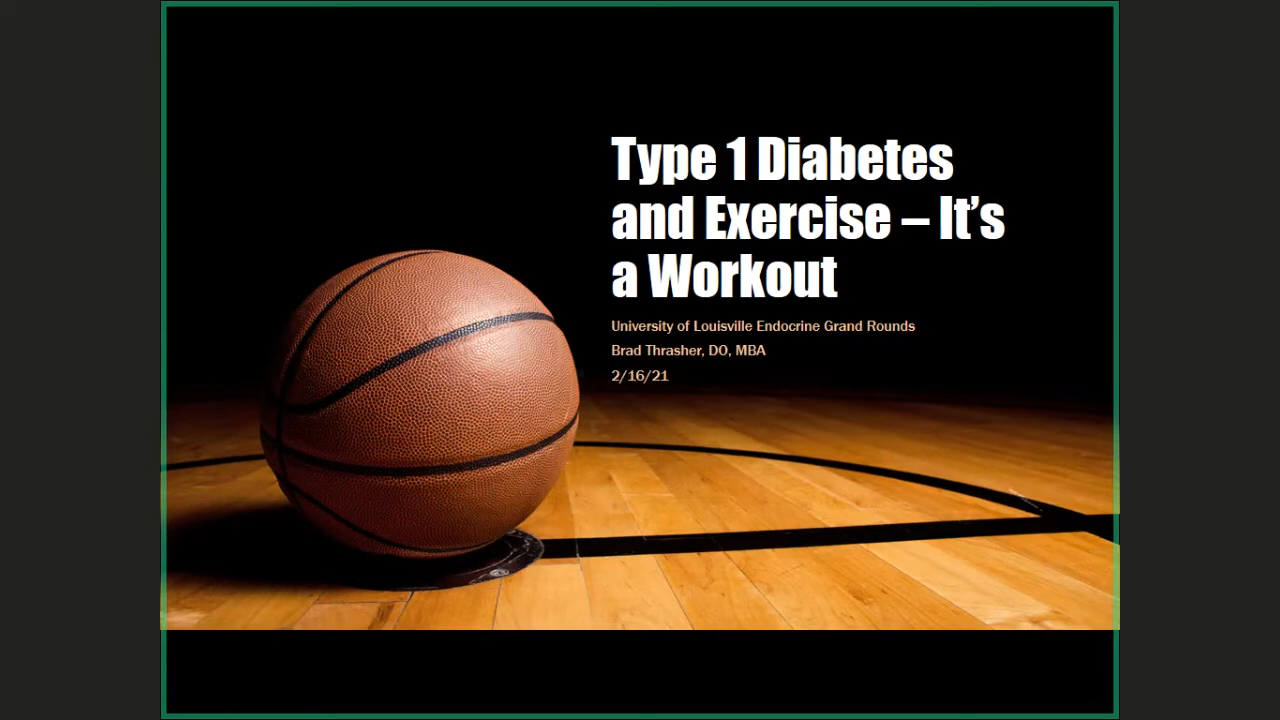 Type 1 Diabetes
and Exercise – It’s
a Workout
University of Louisville Endocrine Grand Rounds
Brad Thrasher, DO, MBA
2/16/21